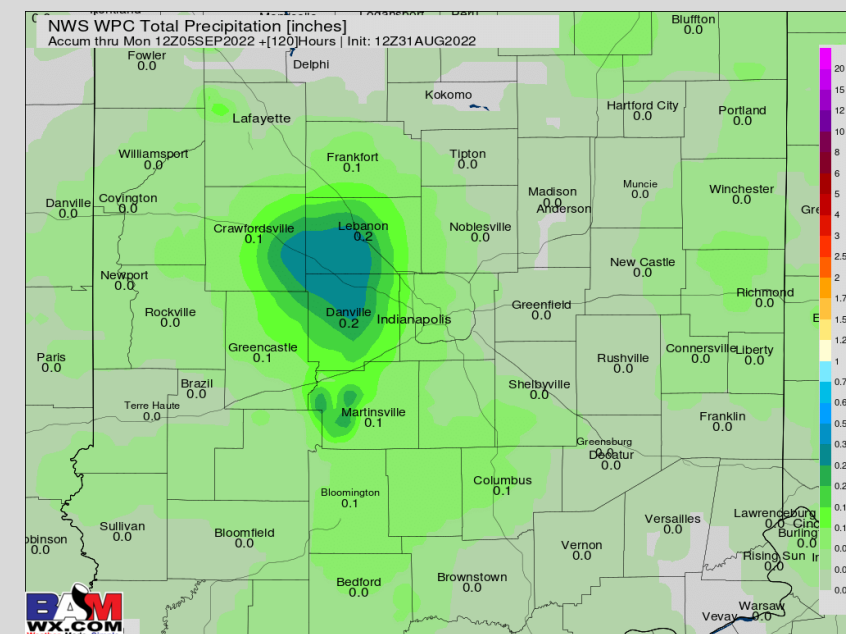 NWS WPC Total Precipitation [inches]
Accum thru Mon 12Z05SEP2022 +[120]Hours | Init: 12Z31AUG2022
Bluffton
0.0
Fowler
0.0
Delphi
Kokomo
Hartford City
0.0
Portland
0.0
Lafayette
Williamsport
0.0
Frankfort
0.1
Tipton
0.0
Muncie
0.0
Winchester
0.0
Madison
0.0
Anderson
Danville
0.0
Covington
0.0
Crawfordsville
0.1
Lebanon
0.2
Noblesville
0.0
New Castle
0.0
Newport
0.0
Richmond
0.0
Rockville
0.0
Danville
0.2
Indianapolis
Greenfield
0.0
Greencastle
0.1
Paris
0.0
Rushville
0.0
Connersville
0.0
Liberty
0.0
Brazil
0.0
Shelbyville
0.0
Terre Haute
0.0
Martinsville
0.1
Franklin
0.0
Greensburg
0.0
Decatur
0.0
Bloomington
0.1
Columbus
0.1
Sullivan
0.0
Bloomfield
0.0
Versailles
0.0
Lawrenceburg
0.0
Vernon
0.0
Rising Sun
0.0
Bedford
0.0
Brownstown
0.0
Warsaw
0.0
Vevay
20
15
12
10
8
6
5
4
3
2.5
2
1.7
1.5
1.2
1
BAM
WX.COM